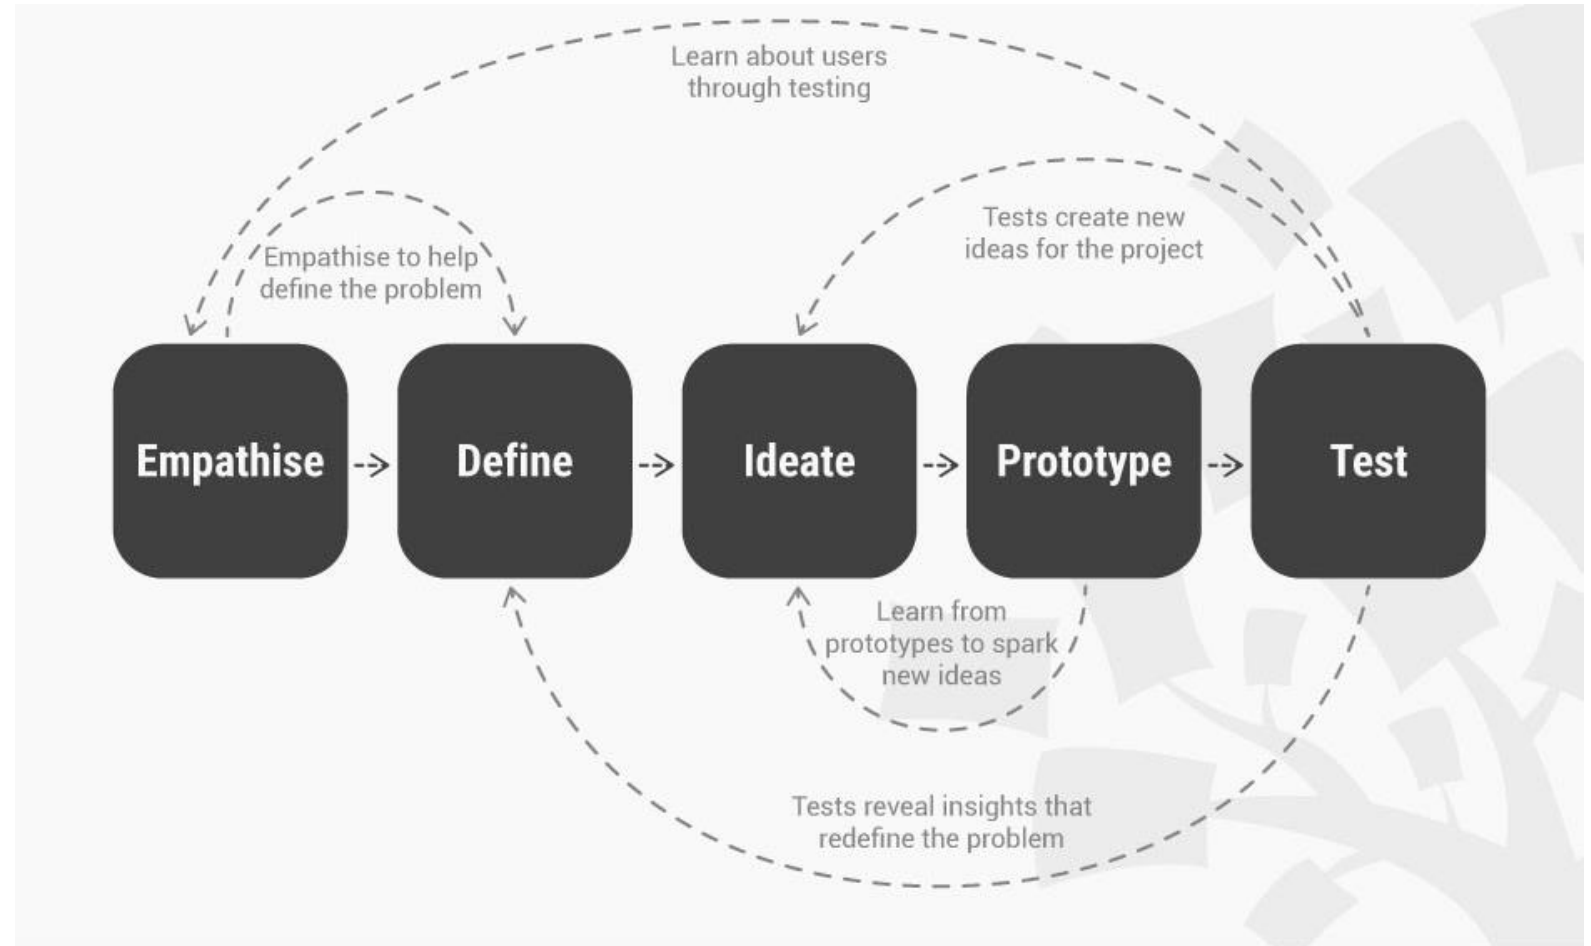 Learn about users
through testing
Tests create new
ideas for the project
Empathise to help
define the problem
Empathise
Define
Ideate
Prototype
Test
Learn from
prototypes to spark
new ideas
Tests reveal insights that
redefine the problem